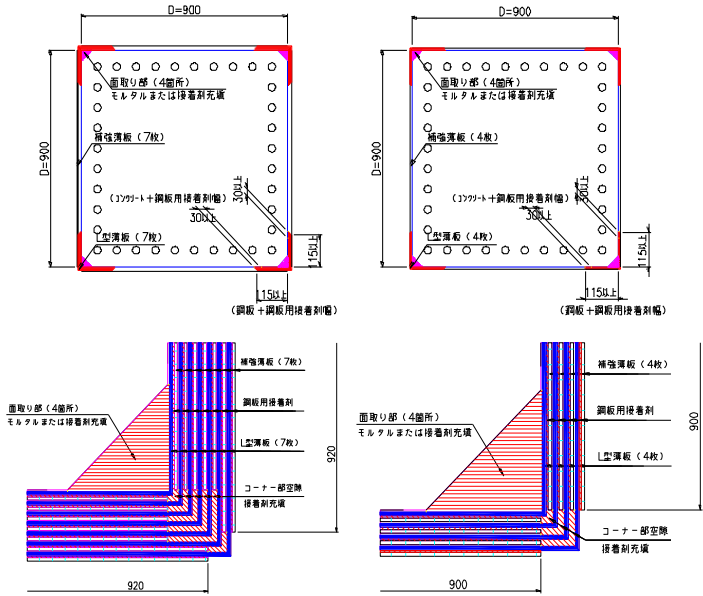 D=900
面取り部（4箇所）
モルタルまたは接着剤充填
D=900
補強薄板（7枚）
（コンクリート＋鋼板用接着剤幅）
30以上
30以上
L型薄板（7枚）
115以上
115以上
（鋼板＋鋼板用接着剤幅）
D=900
面取り部（4箇所）
モルタルまたは接着剤充填
D=900
補強薄板（4枚）
（コンクリート＋鋼板用接着剤幅）
30以上
30以上
L型薄板（4枚）
115以上
115以上
（鋼板＋鋼板用接着剤幅）
補強薄板（7枚）
鋼板用接着剤
面取り部（4箇所）
モルタルまたは接着剤充填
L型薄板（7枚）
920
コーナー部空隙
接着剤充填
920
補強薄板（4枚）
鋼板用接着剤
面取り部（4箇所）
モルタルまたは接着剤充填
900
L型薄板（4枚）
コーナー部空隙
接着剤充填
900